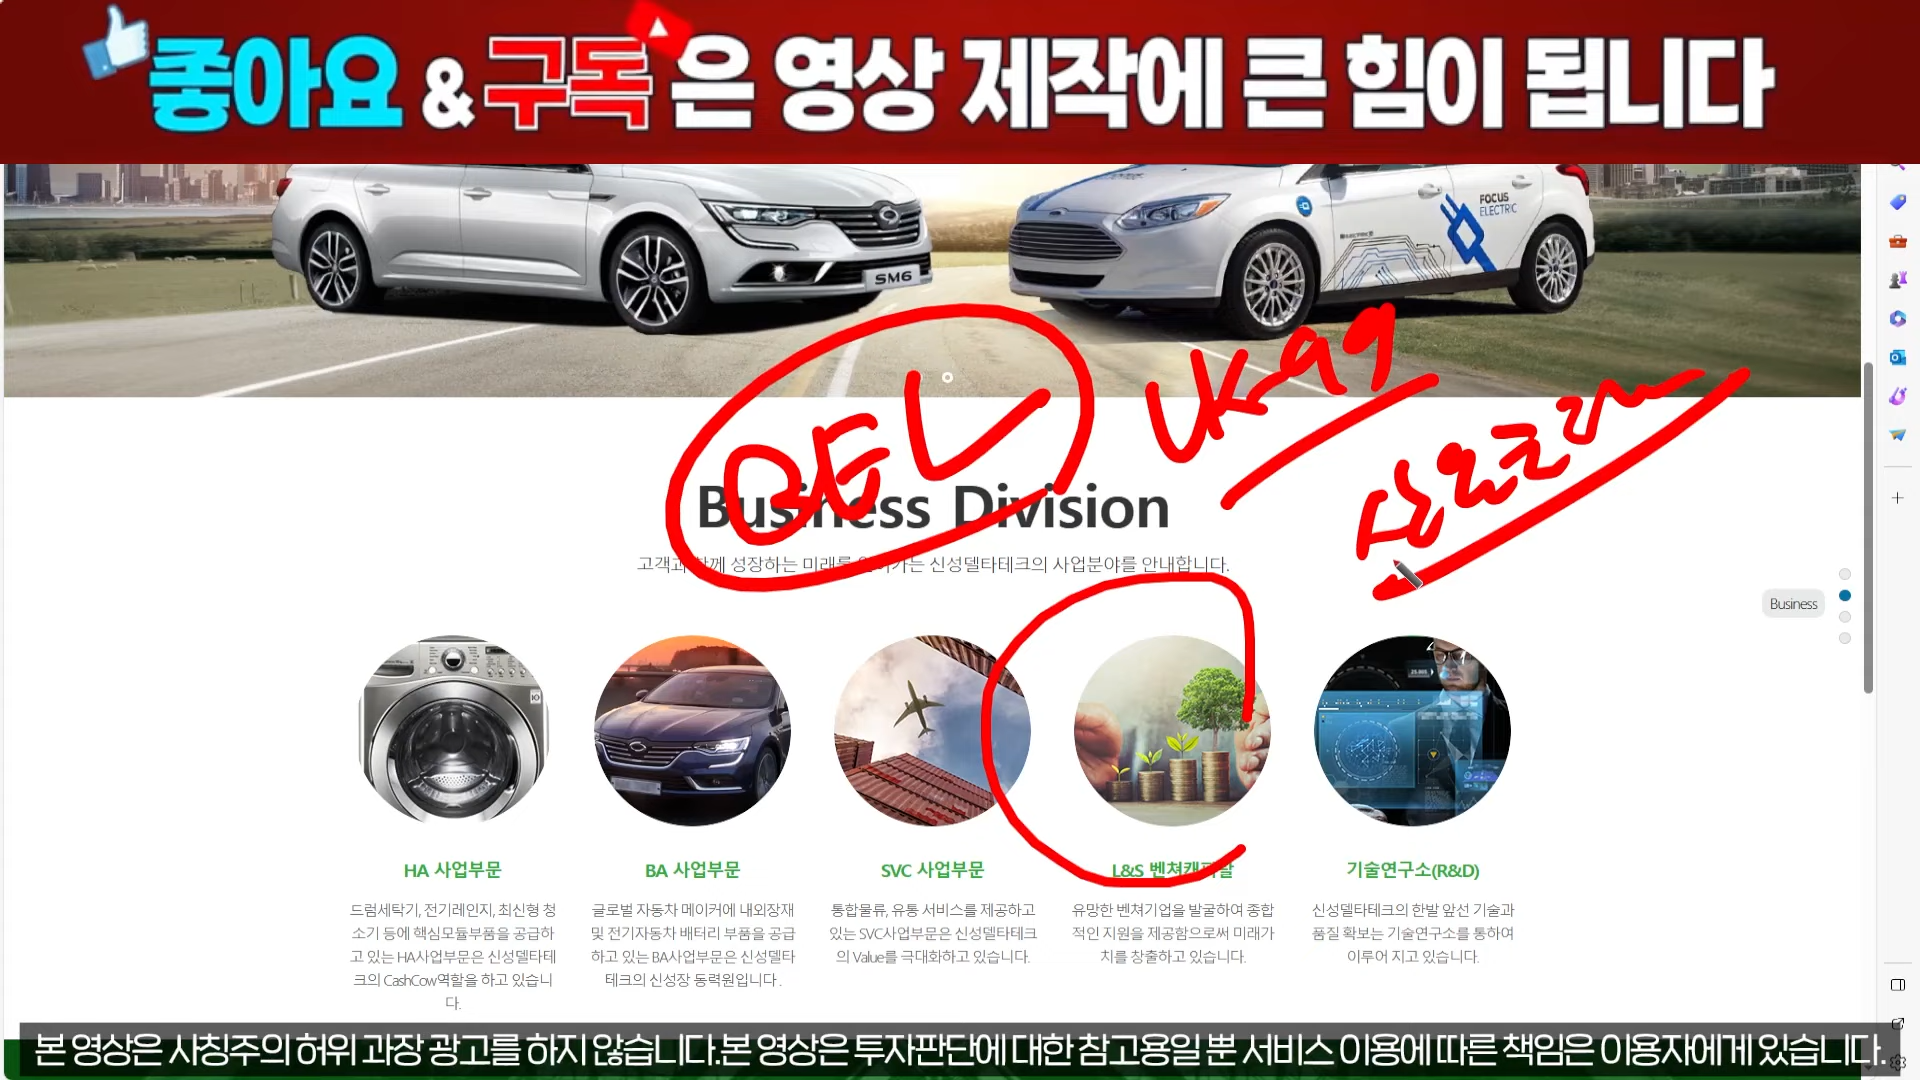 좋아요 & 구독은 영상 제작에 큰 힘이 됩니다
FOCUS
ELECTRIC
SM6
LK-99
Business Division
고객과 함께 성장하는 미래를 신성델타테크의 사업분야를 안내합니다.
Business
HA 사업부문
드럼세탁기, 전기레인지, 최신형 청
소기 등에 핵심모듈부품을 공급하
고 있는 HA사업부문은 신성델타테
크의 CashCow역할을 하고 있습니
다.
BA 사업부문
글로벌 자동차 메이커에 내외장재
및 전기자동차 배터리 부품을 공급
하고 있는 BA사업부문은 신성델타
테크의 신성장 동력원입니다.
SVC 사업부문
통합물류, 유통 서비스를 제공하고
있는 SVC사업부문은 신성델타테크
의 Value를 극대화하고 있습니다.
L&S 벤쳐캐피탈
유망한 벤쳐기업을 발굴하여 종합
적인 지원을 제공함으로써 미래가
치를 창출하고 있습니다.
기술연구소(R&D)
신성델타테크의 한발 앞선 기술과
품질 확보는 기술연구소를 통하여
이루어 지고 있습니다.
본 영상은 사칭주의 허위 과장 광고를 하지 않습니다.본 영상은 투자판단에 대한 참고용일 뿐 서비스 이용에 따른 책임은 이용자에게 있습니다.